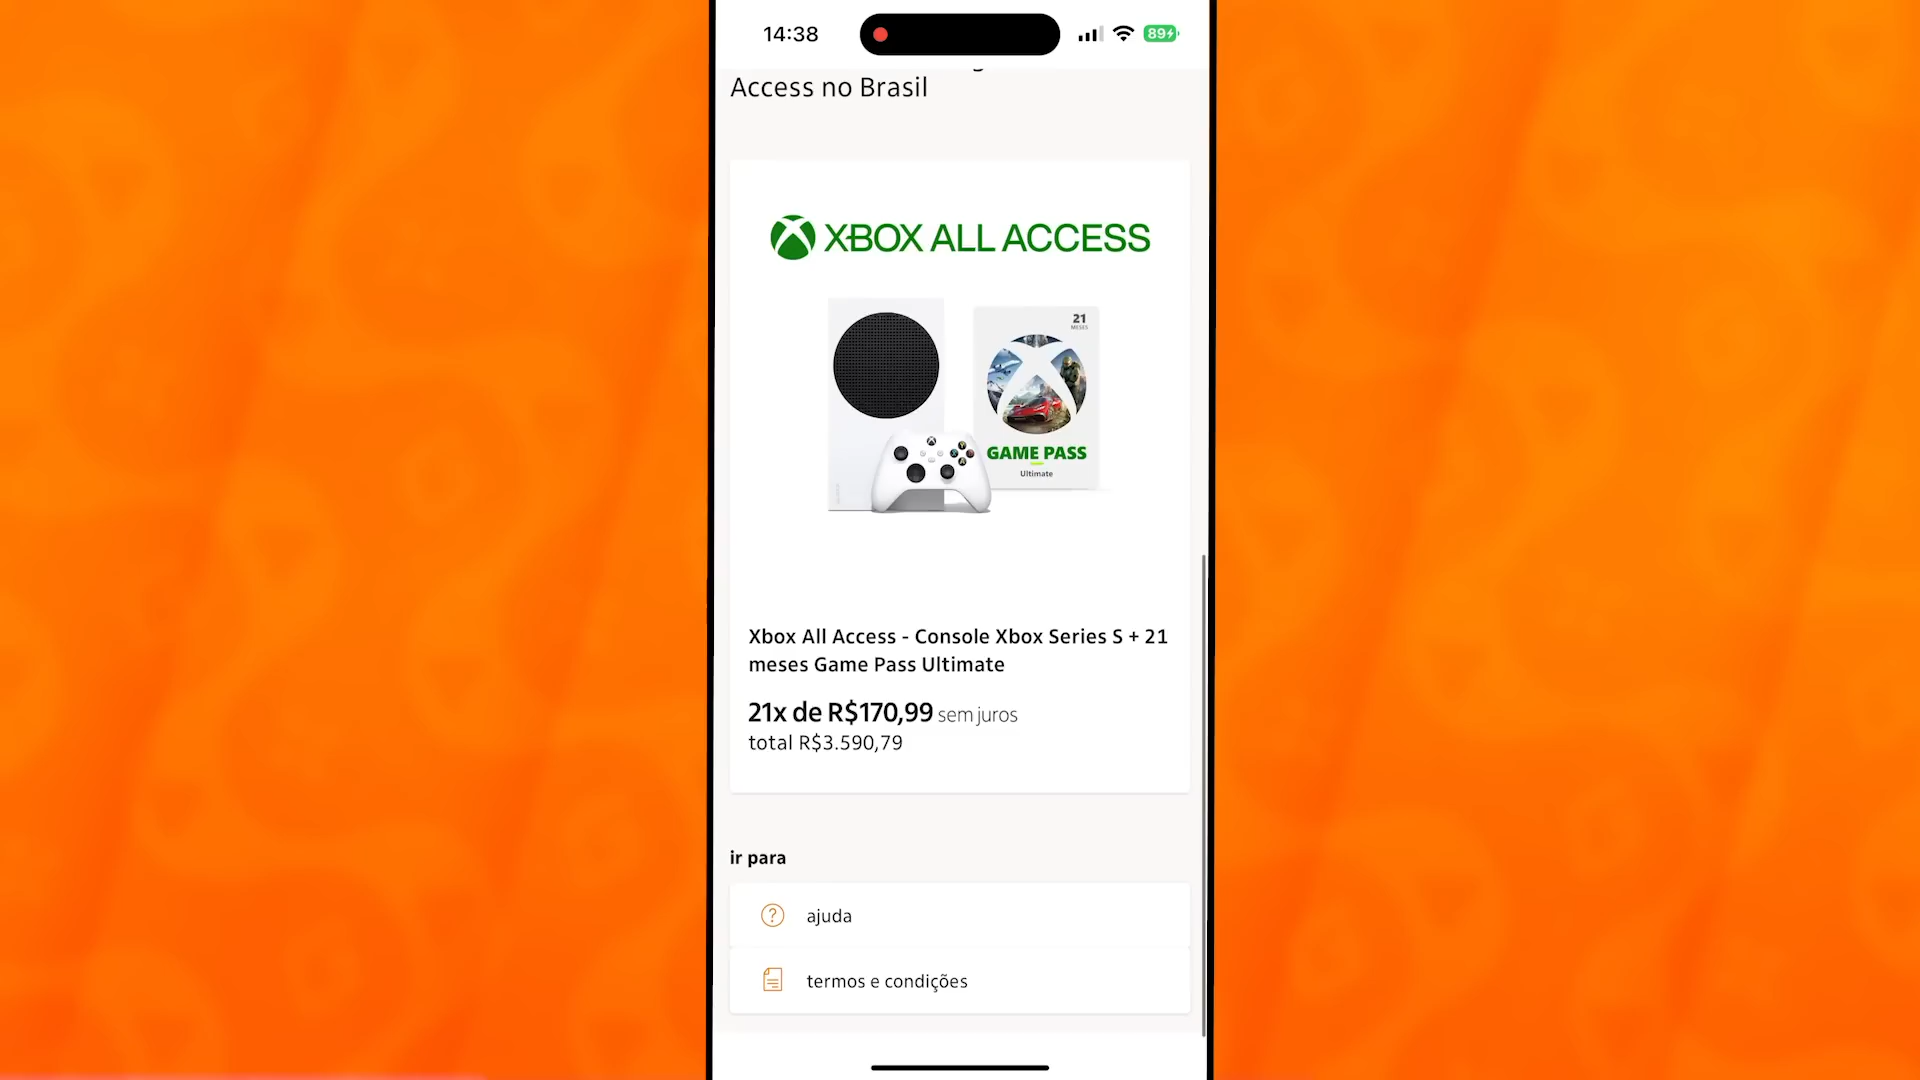 14:38
89
Access no Brasil
XBOX ALL ACCESS
21
MESES
GAME PASS
Ultimate
Xbox All Access - Console Xbox Series S + 21
meses Game Pass Ultimate
21x de R$170,99 sem juros
total R$3.590,79
ir para
ajuda
termos e condições